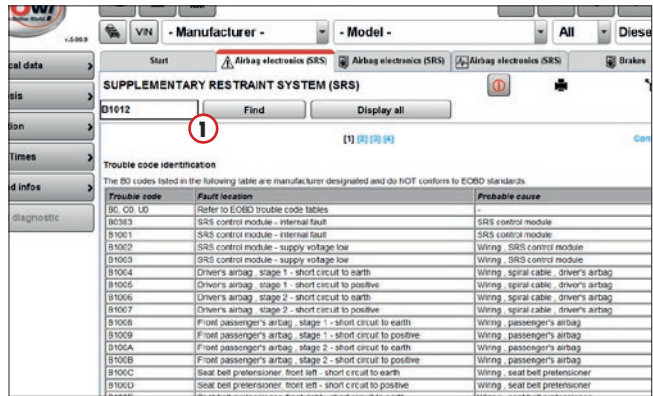 OW!
Online World 2
v.5.00.9
VIN - Manufacturer - - Model - All Diese
cal data
sis
ion
Times
d infos
diagnostic
Start Airbag electronics (SRS) Airbag electronics (SRS) Airbag electronics (SRS) Brakes
SUPPLEMENTARY RESTRAINT SYSTEM (SRS)
B1012 Find Display all
1
[1] [2] [3] [4] Con
Trouble code identification
The B0 codes listed in the following table are manufacturer designated and do NOT conform to EOBD standards.
Trouble code Fault location Probable cause
B0, C0, U0 Refer to EOBD trouble code tables -
B0383 SRS control module - internal fault SRS control module
B1001 SRS control module - internal fault SRS control module
B1002 SRS control module - supply voltage low Wiring , SRS control module
B1003 SRS control module - supply voltage low Wiring , SRS control module
B1004 Driver's airbag , stage 1 - short circuit to earth Wiring , spiral cable , driver's airbag
B1005 Driver's airbag , stage 1 - short circuit to positive Wiring , spiral cable , driver's airbag
B1006 Driver's airbag , stage 2 - short circuit to earth Wiring , spiral cable , driver's airbag
B1007 Driver's airbag , stage 2 - short circuit to positive Wiring , spiral cable , driver's airbag
B1008 Front passenger's airbag , stage 1 - short circuit to earth Wiring , passenger's airbag
B1009 Front passenger's airbag , stage 1 - short circuit to positive Wiring , passenger's airbag
B100A Front passenger's airbag , stage 2 - short circuit to earth Wiring , passenger's airbag
B100B Front passenger's airbag , stage 2 - short circuit to positive Wiring , passenger's airbag
B100C Seat belt pretensioner, front left - short circuit to earth Wiring , seat belt pretensioner
B100D Seat belt pretensioner, front left - short circuit to positive Wiring , seat belt pretensioner